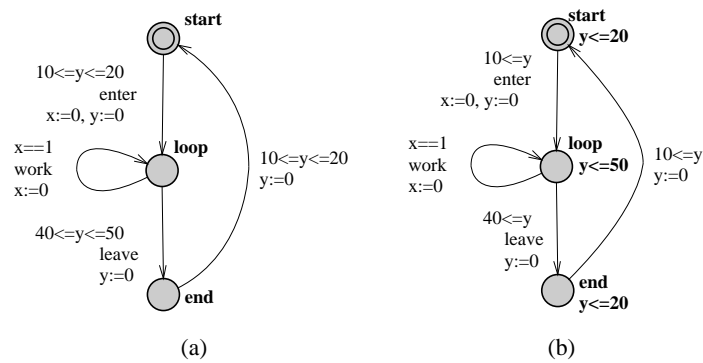 start
10<=y<=20
enter
x:=0, y:=0
x==1
work
x:=0
loop
10<=y<=20
y:=0
40<=y<=50
leave
y:=0
end
(a)
start
y<=20
10<=y
enter
x:=0, y:=0
x==1
work
x:=0
loop
y<=50
10<=y
y:=0
40<=y
leave
y:=0
end
y<=20
(b)